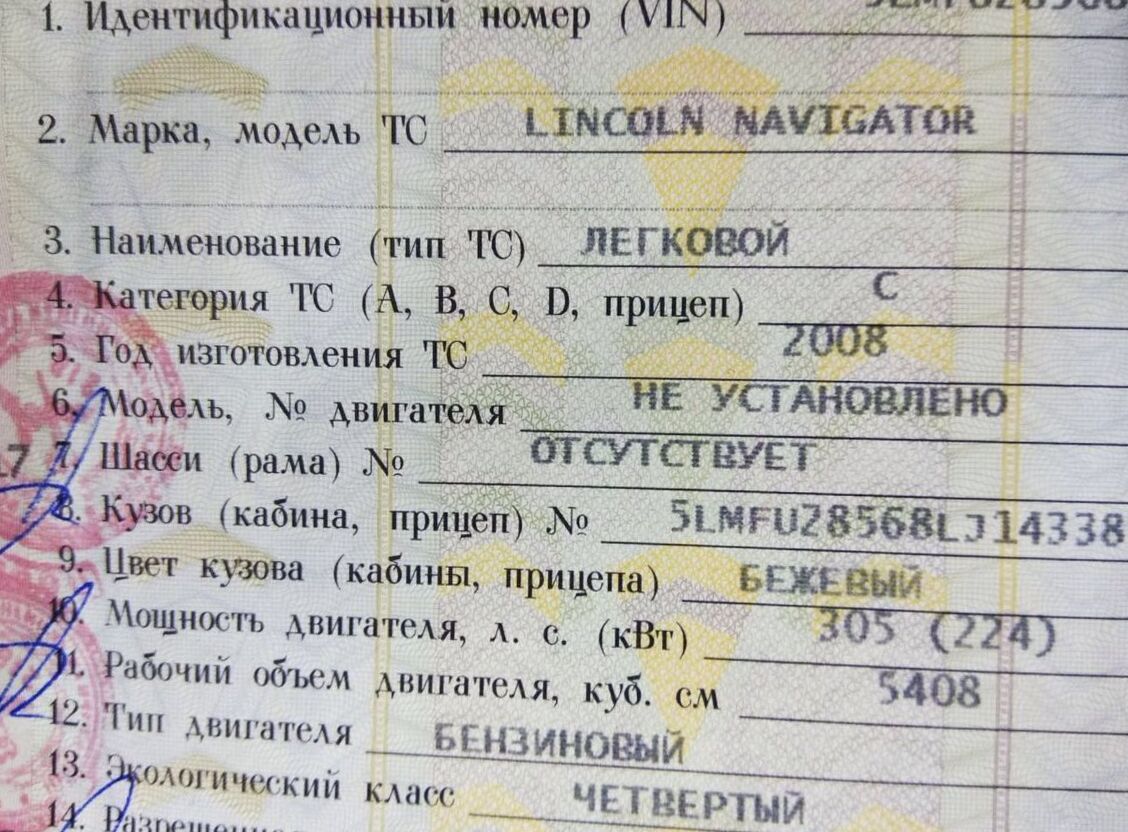 1. Идентификационный номер (VIN)
2. Марка, модель ТС LINCOLN NAVIGATOR
3. Наименование (тип ТС) ЛЕГКОВОЙ
4. Категория ТС (A, B, C, D, прицеп) C
5. Год изготовления ТС 2008
6. Модель, № двигателя НЕ УСТАНОВЛЕНО
7. Шасси (рама) № ОТСУТСТВУЕТ
8. Кузов (кабина, прицеп) № 5LMFU28568LJ14338
9. Цвет кузова (кабины, прицепа) БЕЖЕВЫЙ
10. Мощность двигателя, л. с. (кВт) 305 (224)
11. Рабочий объем двигателя, куб. см 5408
12. Тип двигателя БЕНЗИНОВЫЙ
13. Экологический класс ЧЕТВЕРТЫЙ
14.